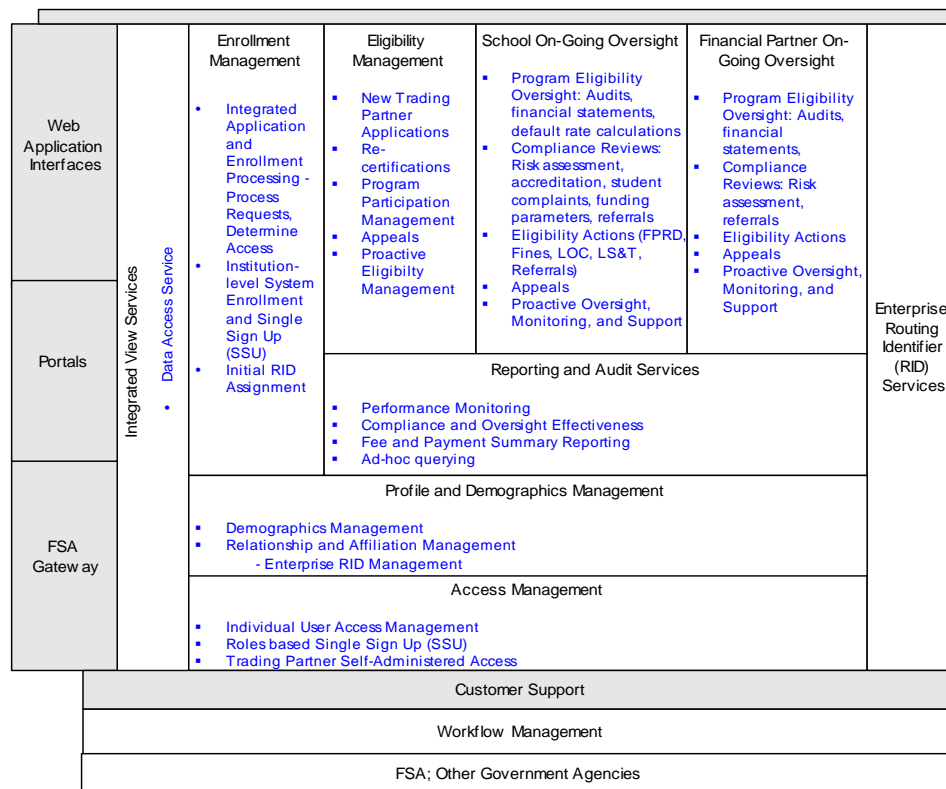 Web
Application
Interfaces
Portals
FSA
Gateway
Integrated View Services
• Data Access Service
Enrollment
Management
• Integrated
Application
and
Enrollment
Processing -
Process
Requests,
Determine
Access
• Institution-
level System
Enrollment
and Single
Sign Up
(SSU)
• Initial RID
Assignment
Eligibility
Management
▪ New Trading
Partner
Applications
▪ Re-
certifications
▪ Program
Participation
Management
▪ Appeals
▪ Proactive
Eligibilty
Management
School On-Going Oversight
▪ Program Eligibility
Oversight: Audits,
financial statements,
default rate calculations
▪ Compliance Reviews:
Risk assessment,
accreditation, student
complaints, funding
parameters, referrals
▪ Eligibility Actions (FPRD,
Fines, LOC, LS&T,
Referrals)
▪ Appeals
▪ Proactive Oversight,
Monitoring, and Support
Financial Partner On-
Going Oversight
▪ Program Eligibility
Oversight: Audits,
financial
statements,
▪ Compliance
Reviews: Risk
assessment,
referrals
▪ Eligibility Actions
▪ Appeals
▪ Proactive Oversight,
Monitoring, and
Support
Enterprise
Routing
Identifier
(RID)
Services
Reporting and Audit Services
▪ Performance Monitoring
▪ Compliance and Oversight Effectiveness
▪ Fee and Payment Summary Reporting
▪ Ad-hoc querying
Profile and Demographics Management
▪ Demographics Management
▪ Relationship and Affiliation Management
- Enterprise RID Management
Access Management
▪ Individual User Access Management
▪ Roles based Single Sign Up (SSU)
▪ Trading Partner Self-Administered Access
Customer Support
Workflow Management
FSA; Other Government Agencies